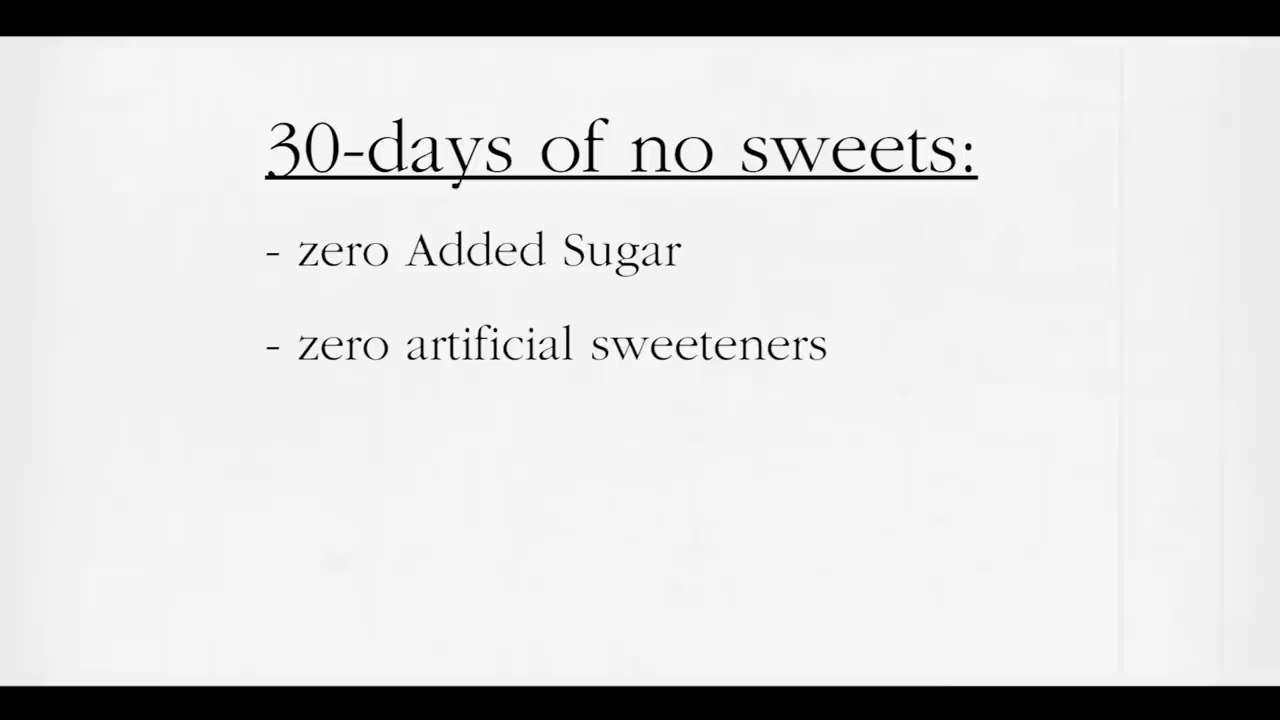 30-days of no sweets:
- zero Added Sugar
- zero artificial sweeteners